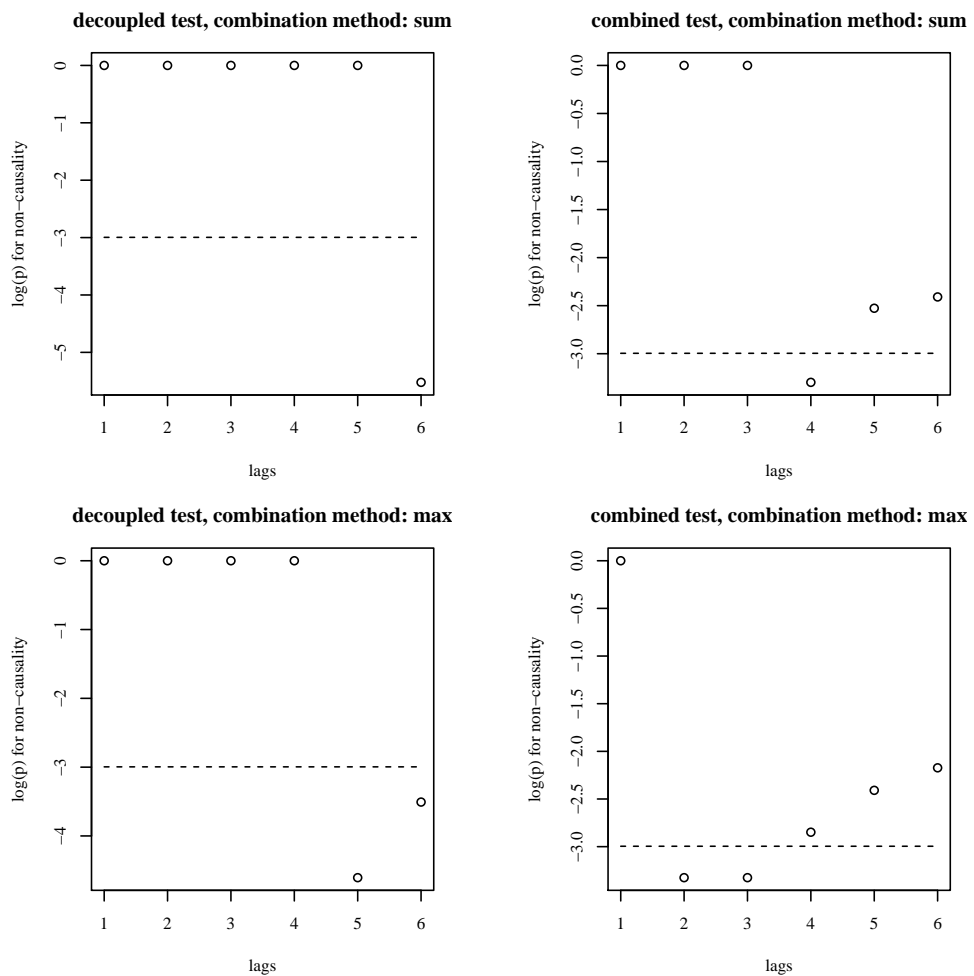 decoupled test, combination method: sum
log(p) for non−causality
0
−1
−2
−3
−4
−5
1 2 3 4 5 6
lags
combined test, combination method: sum
log(p) for non−causality
0.0
−0.5
−1.0
−1.5
−2.0
−2.5
−3.0
1 2 3 4 5 6
lags
decoupled test, combination method: max
log(p) for non−causality
0
−1
−2
−3
−4
1 2 3 4 5 6
lags
combined test, combination method: max
log(p) for non−causality
0.0
−0.5
−1.0
−1.5
−2.0
−2.5
−3.0
1 2 3 4 5 6
lags